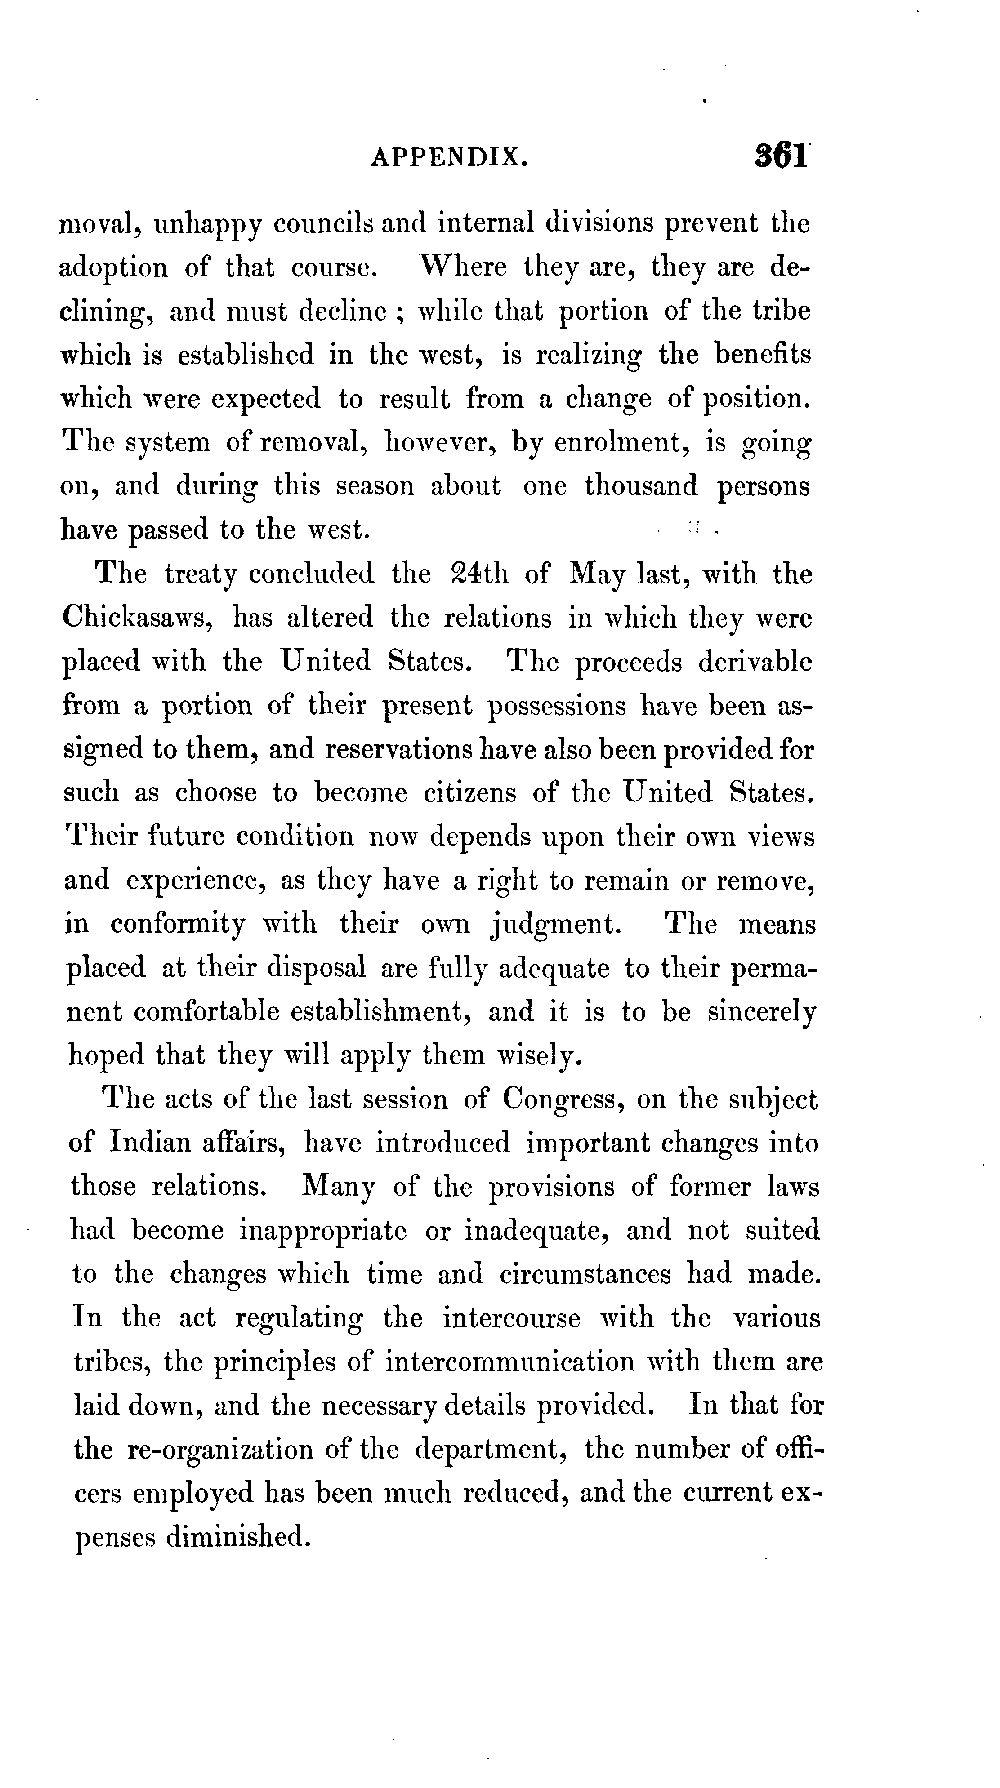 APPENDIX. 361
moval, unhappy councils and internal divisions prevent the
adoption of that course. Where they are, they are de-
clining, and must decline ; while that portion of the tribe
which is established in the west, is realizing the benefits
which were expected to result from a change of position.
The system of removal, however, by enrolment, is going
on, and during this season about one thousand persons
have passed to the west.
The treaty concluded the 24th of May last, with the
Chickasaws, has altered the relations in which they were
placed with the United States. The proceeds derivable
from a portion of their present possessions have been as-
signed to them, and reservations have also been provided for
such as choose to become citizens of the United States.
Their future condition now depends upon their own views
and experience, as they have a right to remain or remove,
in conformity with their own judgment. The means
placed at their disposal are fully adequate to their perma-
nent comfortable establishment, and it is to be sincerely
hoped that they will apply them wisely.
The acts of the last session of Congress, on the subject
of Indian affairs, have introduced important changes into
those relations. Many of the provisions of former laws
had become inappropriate or inadequate, and not suited
to the changes which time and circumstances had made.
In the act regulating the intercourse with the various
tribes, the principles of intercommunication with them are
laid down, and the necessary details provided. In that for
the re-organization of the department, the number of offi-
cers employed has been much reduced, and the current ex-
penses diminished.